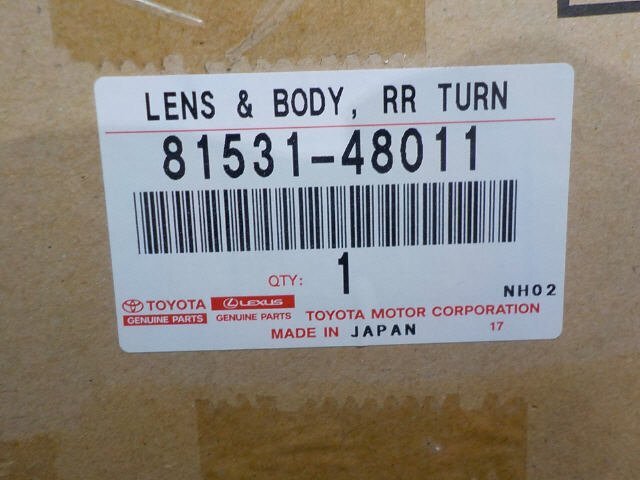 LENS & BODY, RR TURN
81531-48011
QTY: 1
NH02
TOYOTA LEXUS
GENUINE PARTS GENUINE PARTS TOYOTA MOTOR CORPORATION
MADE IN JAPAN 17